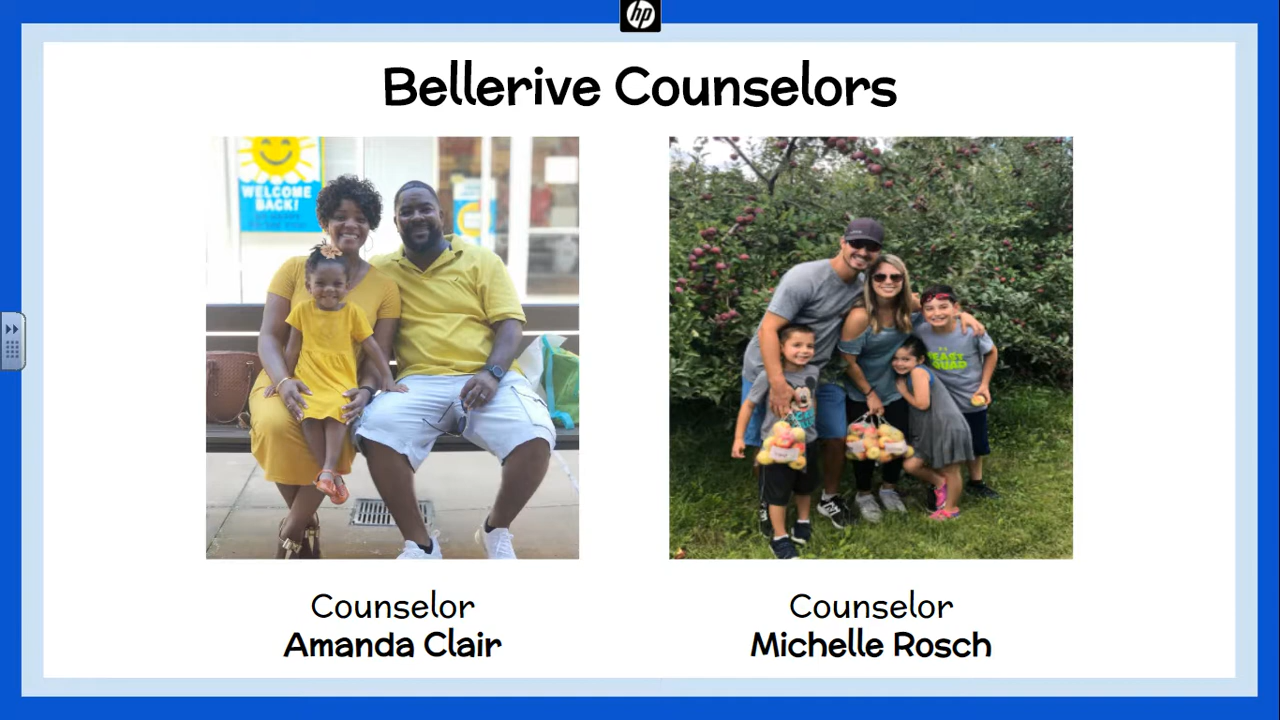 hp
Bellerive Counselors
WELCOME
BACK!
Counselor
Amanda Clair
Counselor
Michelle Rosch